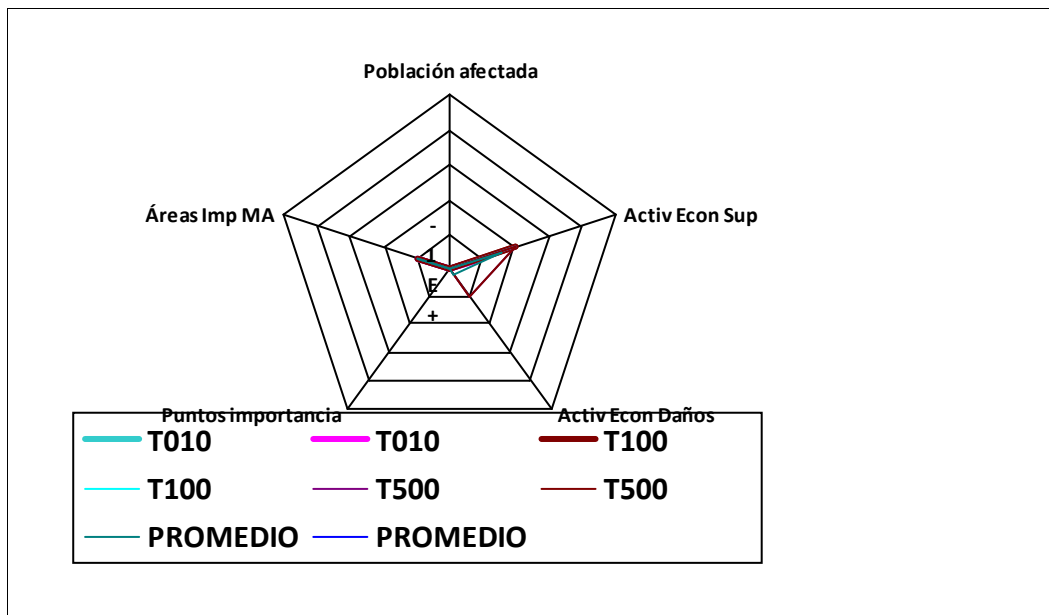 Población afectada
Áreas Imp MA
Activ Econ Sup
-
E
+
Puntos importancia
Activ Econ Daños
T010 T010 T100
T100 T500 T500
PROMEDIO PROMEDIO